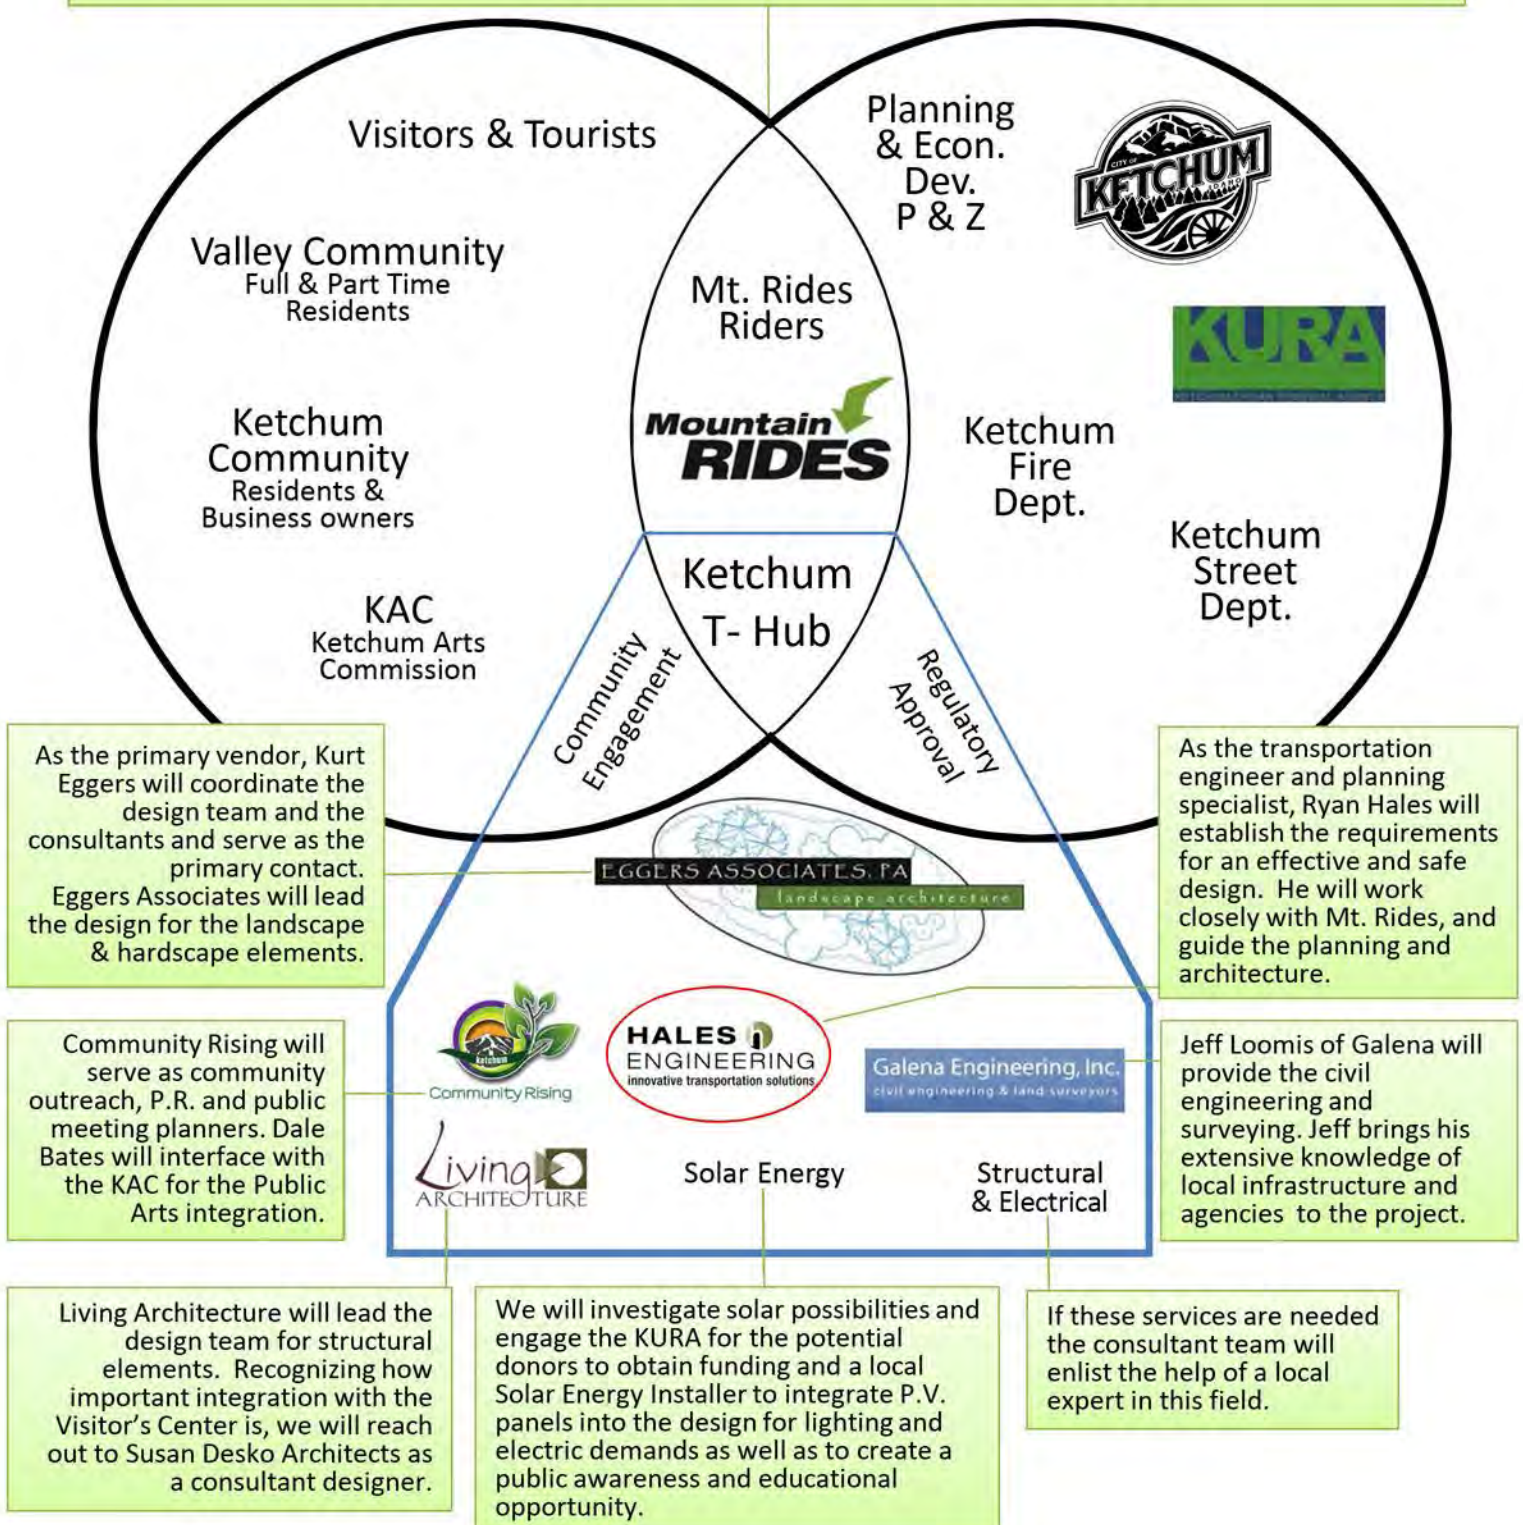 Visitors & Tourists
Valley Community
Full & Part Time
Residents
Ketchum
Community
Residents &
Business owners
KAC
Ketchum Arts
Commission
Mt. Rides
Riders
Mountain
RIDES
Ketchum
T- Hub
Planning
& Econ.
Dev.
P & Z
CITY OF
KETCHUM
IDAHO
KURA
Ketchum
Fire
Dept.
Ketchum
Street
Dept.
Community
Engagement
Regulatory
Approval
As the primary vendor, Kurt
Eggers will coordinate the
design team and the
consultants and serve as the
primary contact.
Eggers Associates will lead
the design for the landscape
& hardscape elements.
EGGERS ASSOCIATES, PA
landscape architecture
As the transportation
engineer and planning
specialist, Ryan Hales will
establish the requirements
for an effective and safe
design.  He will work
closely with Mt. Rides, and
guide the planning and
architecture.
Community Rising will
serve as community
outreach, P.R. and public
meeting planners. Dale
Bates will interface with
the KAC for the Public
Arts integration.
ketchum
Community Rising
HALES
ENGINEERING
innovative transportation solutions
Galena Engineering, Inc.
civil engineering & land surveyors
Jeff Loomis of Galena will
provide the civil
engineering and
surveying. Jeff brings his
extensive knowledge of
local infrastructure and
agencies  to the project.
Living
ARCHITECTURE
Solar Energy
Structural
& Electrical
Living Architecture will lead the
design team for structural
elements.  Recognizing how
important integration with the
Visitor’s Center is, we will reach
out to Susan Desko Architects as
a consultant designer.
We will investigate solar possibilities and
engage the KURA for the potential
donors to obtain funding and a local
Solar Energy Installer to integrate P.V.
panels into the design for lighting and
electric demands as well as to create a
public awareness and educational
opportunity.
If these services are needed
the consultant team will
enlist the help of a local
expert in this field.